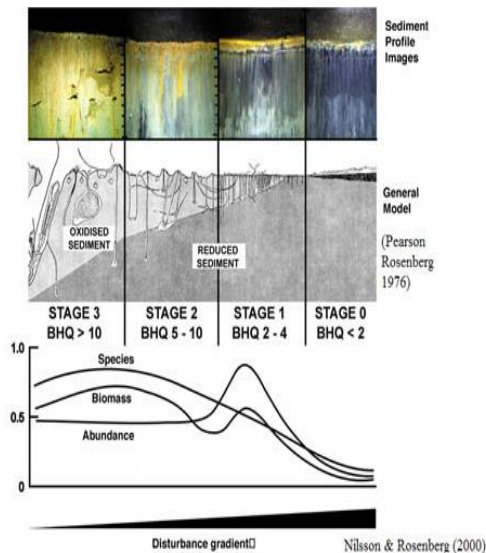 Sediment
Profile
Images
OXIDISED
SEDIMENT
REDUCED
SEDIMENT
General
Model
(Pearson
Rosenberg
1976)
STAGE 3
BHQ > 10
STAGE 2
BHQ 5 - 10
STAGE 1
BHQ 2 - 4
STAGE 0
BHQ < 2
1.0
0.5
0
Species
Biomass
Abundance
Disturbance gradient□
Nilsson & Rosenberg (2000)